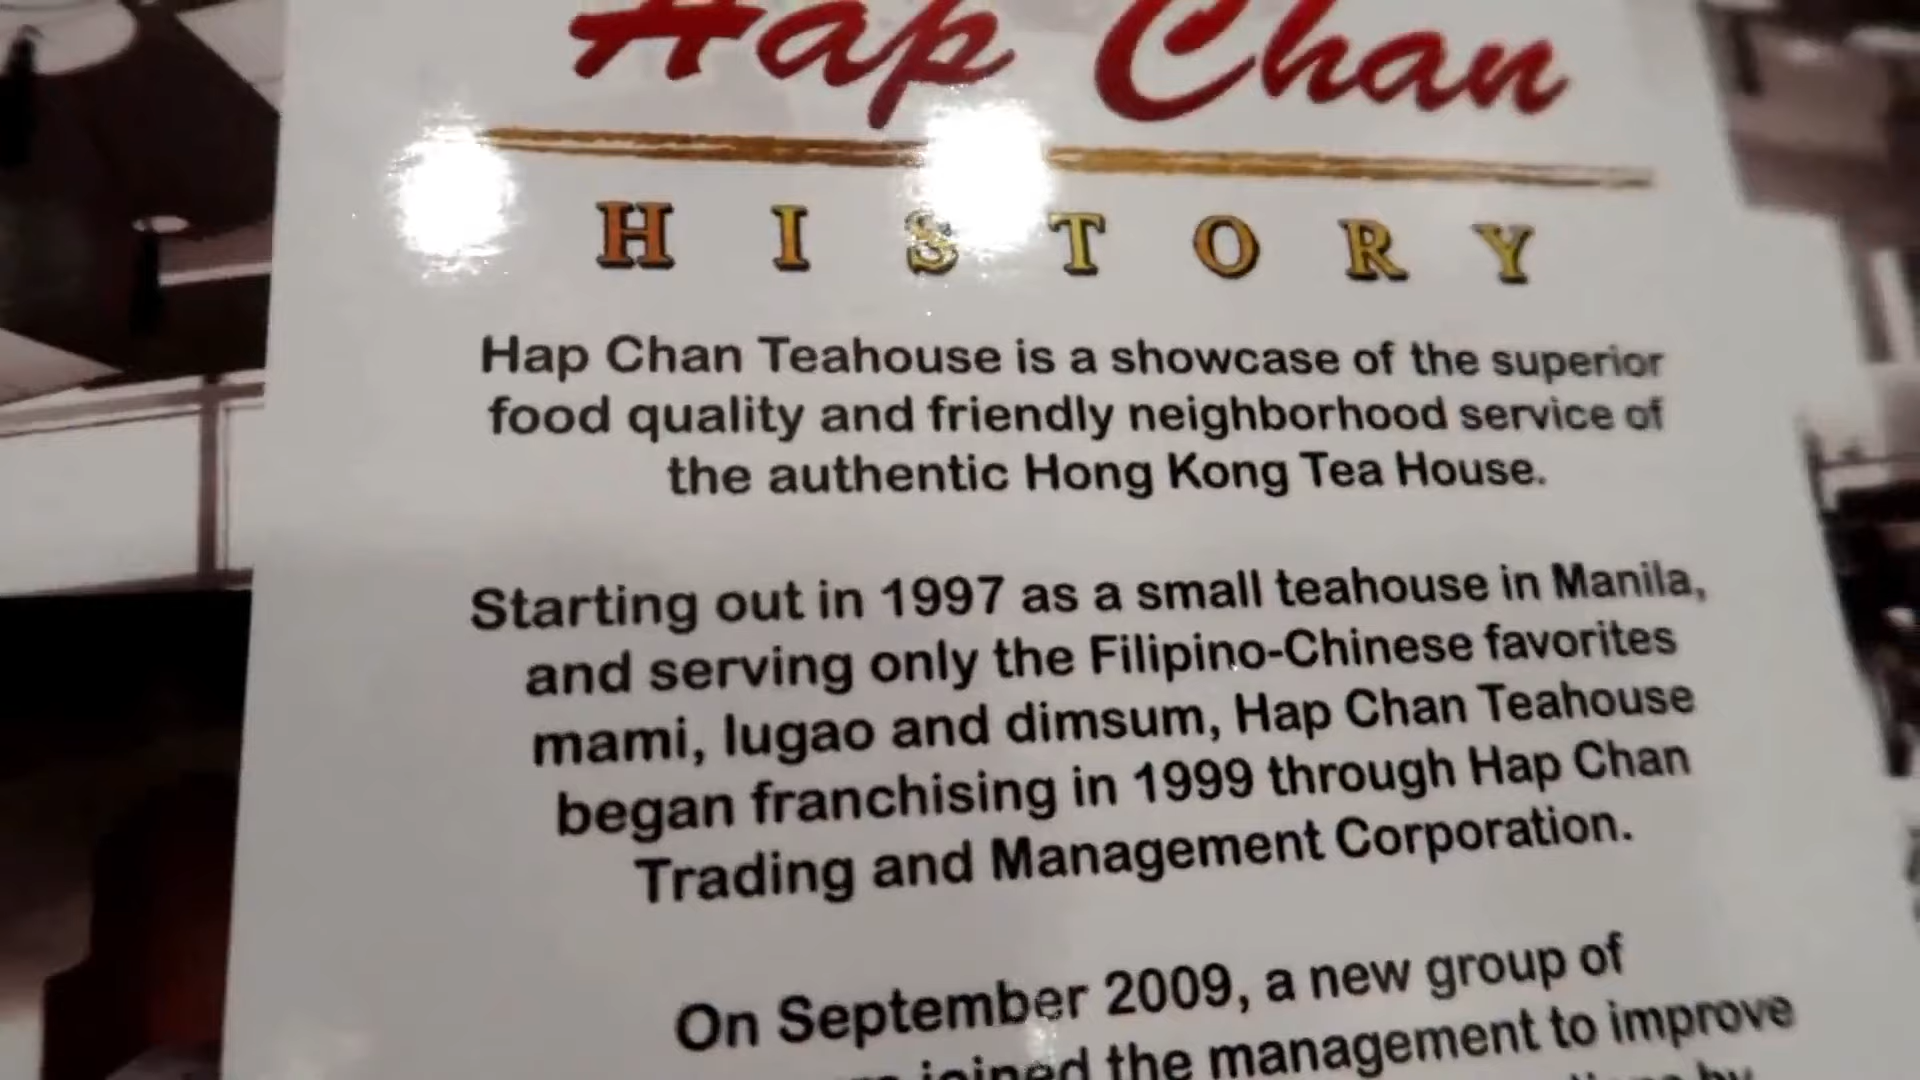 Hap Chan
HISTORY
Hap Chan Teahouse is a showcase of the superior
food quality and friendly neighborhood service of
the authentic Hong Kong Tea House.
Starting out in 1997 as a small teahouse in Manila,
and serving only the Filipino-Chinese favorites
mami, lugao and dimsum, Hap Chan Teahouse
began franchising in 1999 through Hap Chan
Trading and Management Corporation.
On September 2009, a new group of
joined the management to improve
by